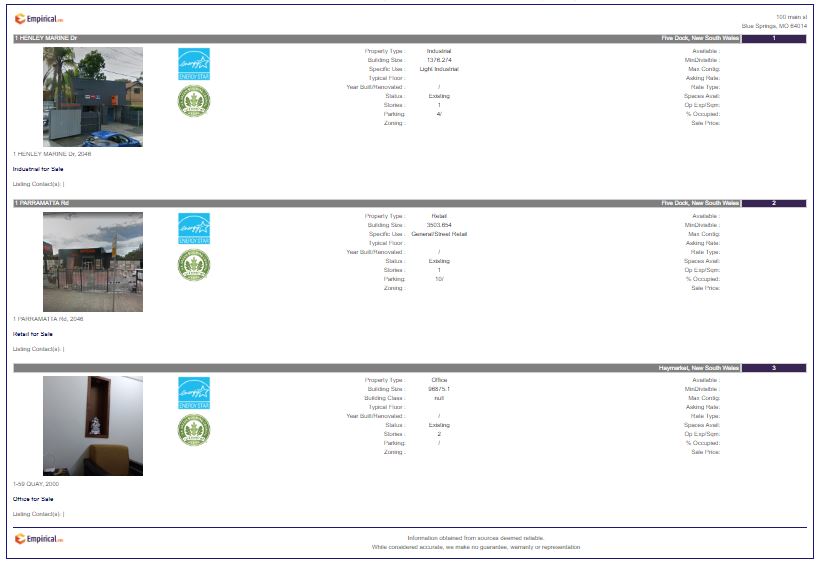 Empirical
100 main st
Blue Springs, MO 64014
1 HENLEY MARINE Dr Five Dock, New South Wales 1
ENERGY STAR
Property Type : Industrial
Building Size : 1376.274
Specific Use : Light Industrial
Typical Floor :
Year Built/Renovated : /
Status : Existing
Stories : 1
Parking: 4/
Zoning :
Available :
MinDivisible :
Max Contig:
Asking Rate:
Rate Type:
Spaces Avail:
Op Exp/Sqm:
% Occupied:
Sale Price:
1 HENLEY MARINE Dr, 2046
Industrial for Sale
Listing Contact(s): |
1 PARRAMATTA Rd Five Dock, New South Wales 2
ENERGY STAR
Property Type : Retail
Building Size : 3503.654
Specific Use : General/Street Retail
Typical Floor :
Year Built/Renovated : /
Status : Existing
Stories : 1
Parking: 10/
Zoning :
Available :
MinDivisible :
Max Contig:
Asking Rate:
Rate Type:
Spaces Avail:
Op Exp/Sqm:
% Occupied:
Sale Price:
1 PARRAMATTA Rd, 2046
Retail for Sale
Listing Contact(s): |
Haymarket, New South Wales 3
ENERGY STAR
Property Type : Office
Building Size : 96875.1
Building Class : null
Typical Floor :
Year Built/Renovated : /
Status : Existing
Stories : 2
Parking: /
Zoning :
Available :
MinDivisible :
Max Contig:
Asking Rate:
Rate Type:
Spaces Avail:
Op Exp/Sqm:
% Occupied:
Sale Price:
1-59 QUAY, 2000
Office for Sale
Listing Contact(s): |
Empirical
Information obtained from sources deemed reliable.
While considered accurate, we make no guarantee, warranty or representation